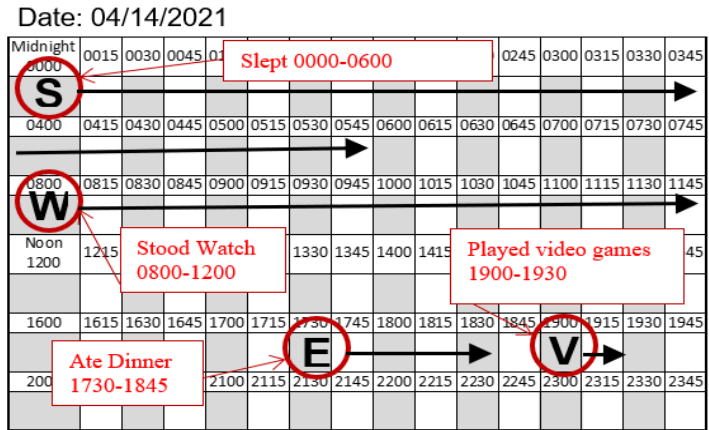 Date: 04/14/2021
Midnight 0000 0015 0030 0045 Slept 0000-0600 0245 0300 0315 0330 0345
S
0400 0415 0430 0445 0500 0515 0530 0545 0600 0615 0630 0645 0700 0715 0730 0745
0800 0815 0830 0845 0900 0915 0930 0945 1000 1015 1030 1045 1100 1115 1130 1145
W
Noon
1200 1215 1330 1345 1400 1415
Stood Watch
0800-1200
Played video games
1900-1930
1600 1615 1630 1645 1700 1715 1730 1745 1800 1815 1830 1845 1900 1915 1930 1945
E V
Ate Dinner
1730-1845
2100 2115 2130 2145 2200 2215 2230 2245 2300 2315 2330 2345